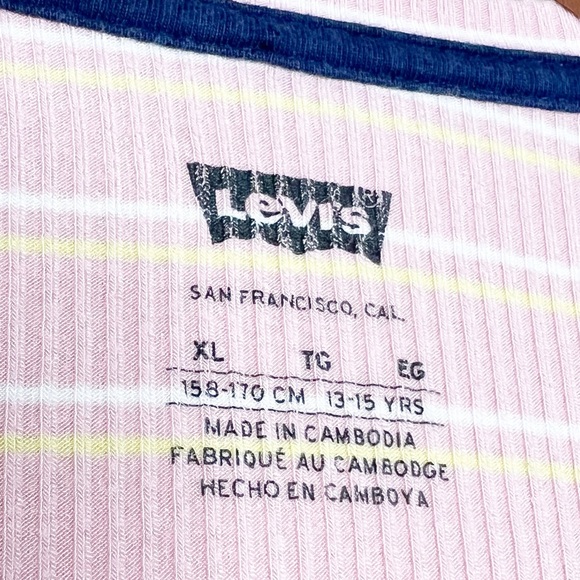 Levi's
SAN FRANCISCO, CAL.
XL TG EG
158-170 CM 13-15 YRS
MADE IN CAMBODIA
FABRIQUÉ AU CAMBODGE
HECHO EN CAMBOYA